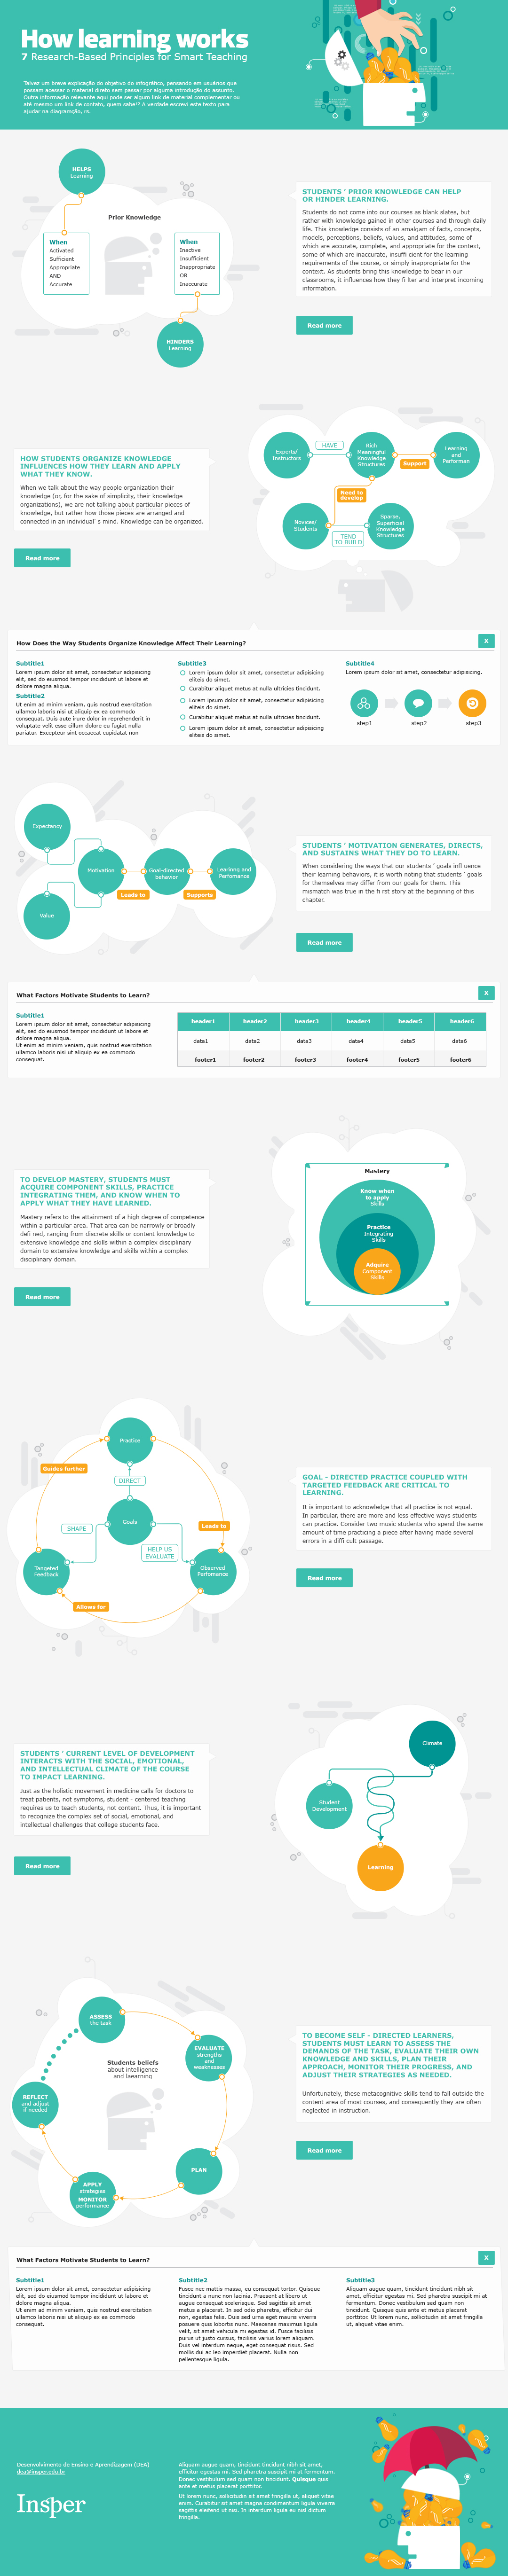 How learning works
7 Research-Based Principles for Smart Teaching
Talvez um breve explicação do objetivo do infográfico, pensendo em usuários que
possam acessar o material direto sem passar por alguma introdução do assunto.
Outra informação relevante aqui pode ser algum link de material complementar ou
até mesmo um link de contato, quem saber? A verdade escrevi este texto para
ajudar na diagramção, rs.
HELPS
Learning
Prior Knowledge
When
Activated
Sufficient
Appropriate
AND
Accurate
When
Inactive
Insufficient
Inappropriate
OR
Inaccurate
HINDERS
Learning
STUDENTS ' PRIOR KNOWLEDGE CAN HELP
OR HINDER LEARNING.
Students do not come into our courses as blank slates, but
rather with knowledge gained in other courses and through daily
life. This knowledge consists of an amalgam of facts, concepts,
models, perceptions, beliefs, values, and attitudes, some of
which are accurate, complete, and appropriate for the context,
some of which are inaccurate, insuffi cient for the learning
requirements of the course, or simply inappropriate for the
context. As students bring this knowledge to bear in our
classrooms, it influences how they fi lter and interpret incoming
information.
Read more
HOW STUDENTS ORGANIZE KNOWLEDGE
INFLUENCES HOW THEY LEARN AND APPLY
WHAT THEY KNOW.
When we talk about the way people organization their
knowledge (or, for the sake of simplicity, their knowledge
organizations), we are not talking about particular pieces of
knowledge, but rather how those pieces are arranged and
connected in an individual' s mind. Knowledge can be organized.
Read more
Experts/
Instructors
HAVE
Rich
Meaningful
Knowledge
Structures
Support
Learning
and
Performan
Need to
develop
Novices/
Students
TEND
TO BUILD
Sparse,
Superficial
Knowledge
Structures
How Does the Way Students Organize Knowledge Affect Their Learning?
X
Subtitle1
Lorem ipsum dolor sit amet, consectetur adipisicing
elit, sed do eiusmod tempor incididunt ut labore et
dolore magna aliqua.
Subtitle2
Ut enim ad minim veniam, quis nostrud exercitation
ullamco laboris nisi ut aliquip ex ea commodo
consequat. Duis aute irure dolor in reprehenderit in
voluptate velit esse cillum dolore eu fugiat nulla
pariatur. Excepteur sint occaecat cupidatat non
Subtitle3
Lorem ipsum dolor sit amet, consectetur adipisicing
eliteis do simet.
Curabitur aliquet metus at nulla ultricies tincidunt.
Lorem ipsum dolor sit amet, consectetur adipisicing
eliteis do simet.
Curabitur aliquet metus at nulla ultricies tincidunt.
Lorem ipsum dolor sit amet, consectetur adipisicing
eliteis do simet.
Subtitle4
Lorem ipsum dolor sit amet, consectetur adipisicing.
step1
step2
step3
Expectancy
Motivation
Goal-directed
behavior
Learinng and
Perfomance
Leads to
Supports
Value
STUDENTS ' MOTIVATION GENERATES, DIRECTS,
AND SUSTAINS WHAT THEY DO TO LEARN.
When considering the ways that our students ' goals infl uence
their learning behaviors, it is worth noting that students ' goals
for themselves may differ from our goals for them. This
mismatch was true in the fi rst story at the beginning of this
chapter.
Read more
What Factors Motivate Students to Learn?
X
Subtitle1
Lorem ipsum dolor sit amet, consectetur adipisicing
elit, sed do eiusmod tempor incididunt ut labore et
dolore magna aliqua.
Ut enim ad minim veniam, quis nostrud exercitation
ullamco laboris nisi ut aliquip ex ea commodo
consequat.
header1 header2 header3 header4 header5 header6
data1 data2 data3 data4 data5 data6
footer1 footer2 footer3 footer4 footer5 footer6
TO DEVELOP MASTERY, STUDENTS MUST
ACQUIRE COMPONENT SKILLS, PRACTICE
INTEGRATING THEM, AND KNOW WHEN TO
APPLY WHAT THEY HAVE LEARNED.
Mastery refers to the attainment of a high degree of competence
within a particular area. That area can be narrowly or broadly
defi ned, ranging from discrete skills or content knowledge to
extensive knowledge and skills within a complex disciplinary
domain to extensive knowledge and skills within a complex
disciplinary domain.
Read more
Mastery
Know when
to apply
Skills
Practice
Integrating
Skills
Adquire
Component
Skills
Practice
Guides further
DIRECT
Goals
SHAPE
HELP US
EVALUATE
Leads to
Tangeted
Feedback
Observed
Perfomance
Allows for
GOAL - DIRECTED PRACTICE COUPLED WITH
TARGETED FEEDBACK ARE CRITICAL TO
LEARNING.
It is important to acknowledge that all practice is not equal.
In particular, there are more and less effective ways students
can practice. Consider two music students who spend the same
amount of time practicing a piece after having made several
errors in a diffi cult passage.
Read more
STUDENTS ' CURRENT LEVEL OF DEVELOPMENT
INTERACTS WITH THE SOCIAL, EMOTIONAL,
AND INTELLECTUAL CLIMATE OF THE COURSE
TO IMPACT LEARNING.
Just as the holistic movement in medicine calls for doctors to
treat patients, not symptoms, student - centered teaching
requires us to teach students, not content. Thus, it is important
to recognize the complex set of social, emotional, and
intellectual challenges that college students face.
Read more
Climate
Student
Development
Learning
ASSESS
the task
EVALUATE
strengths
and
weaknesses
Students beliefs
about intelligence
and laearning
REFLECT
and adjust
if needed
PLAN
APPLY
strategies
MONITOR
performance
TO BECOME SELF - DIRECTED LEARNERS,
STUDENTS MUST LEARN TO ASSESS THE
DEMANDS OF THE TASK, EVALUATE THEIR OWN
KNOWLEDGE AND SKILLS, PLAN THEIR
APPROACH, MONITOR THEIR PROGRESS, AND
ADJUST THEIR STRATEGIES AS NEEDED.
Unfortunately, these metacognitive skills tend to fall outside the
content area of most courses, and consequently they are often
neglected in instruction.
Read more
What Factors Motivate Students to Learn?
X
Subtitle1
Lorem ipsum dolor sit amet, consectetur adipisicing
elit, sed do eiusmod tempor incididunt ut labore et
dolore magna aliqua.
Ut enim ad minim veniam, quis nostrud exercitation
ullamco laboris nisi ut aliquip ex ea commodo
consequat.
Subtitle2
Fusce nec mattis massa, eu consequat tortor. Quisque
tincidunt a nunc non lacinia. Praesent at libero ut
augue consequat scelerisque. Sed sagittis sit amet
metus a placerat. In sed odio pharetra, efficitur dui
non, egestas felis. Duis sed urna eget mauris viverra
posuere quis lobortis nunc. Maecenas maximus ligula
velit, sit amet vehicula mi egestas id. Fusce facilisis
purus ut justo cursus, facilisis varius lorem aliquam.
Duis vel interdum neque, eget consequat risus. Sed
mollis dui ac leo imperdiet placerat. Nulla non
pellentesque ligula.
Subtitle3
Aliquam augue quam, tincidunt tincidunt nibh sit
amet, efficitur egestas mi. Sed pharetra suscipit mi at
fermentum. Donec vestibulum sed quam non
tincidunt. Quisque quis ante et metus placerat
porttitor. Ut lorem nunc, sollicitudin sit amet fringilla
ut, aliquet vitae enim.
Desenvolvimento de Ensino e Aprendizagem (DEA)
dea@insper.edu.br
Insper
Aliquam augue quam, tincidunt tincidunt nibh sit amet,
efficitur egestas mi. Sed pharetra suscipit mi at fermentum.
Donec vestibulum sed quam non tincidunt. Quisque quis
ante et metus placerat porttitor.
Ut lorem nunc, sollicitudin sit amet fringilla ut, aliquet vitae
enim. Curabitur sit amet magna condimentum ligula viverra
sagittis eleifend ut nisi. In interdum ligula eu nisl dictum
fringilla.